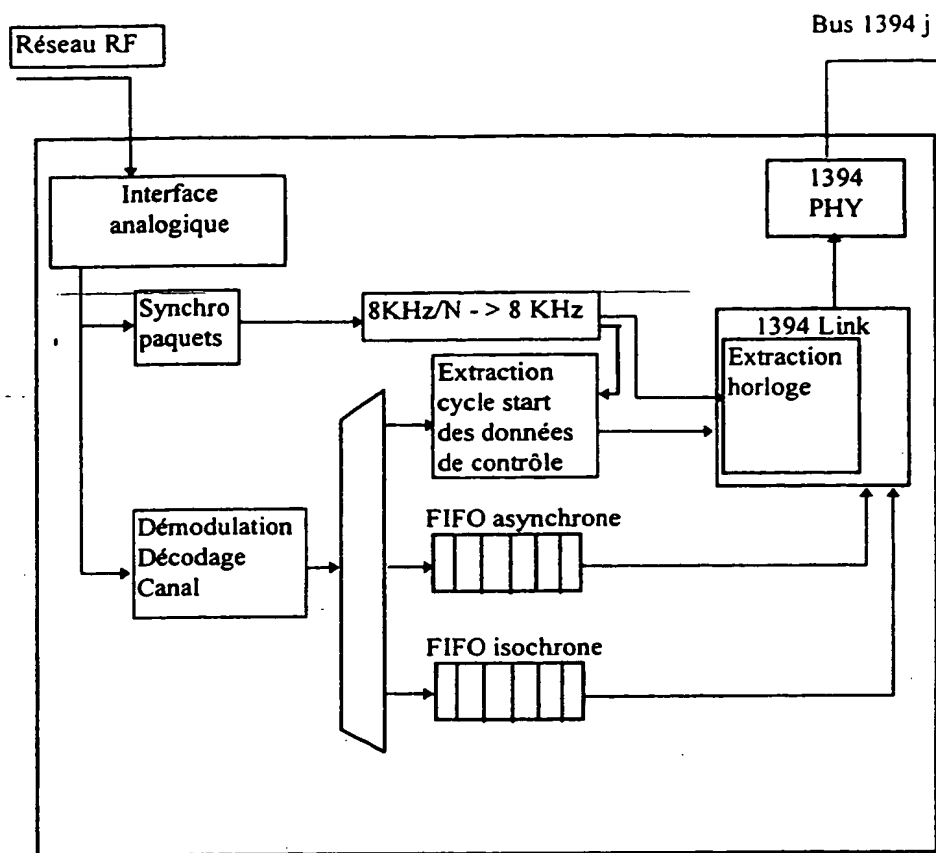 Réseau RF
Bus 1394 j
Interface
analogique
1394
PHY
Synchro
paquets
8KHz/N - > 8 KHz
1394 Link
Extraction
horloge
Extraction
cycle start
des données
de contrôle
FIFO asynchrone
Démodulation
Décodage
Canal
FIFO isochrone